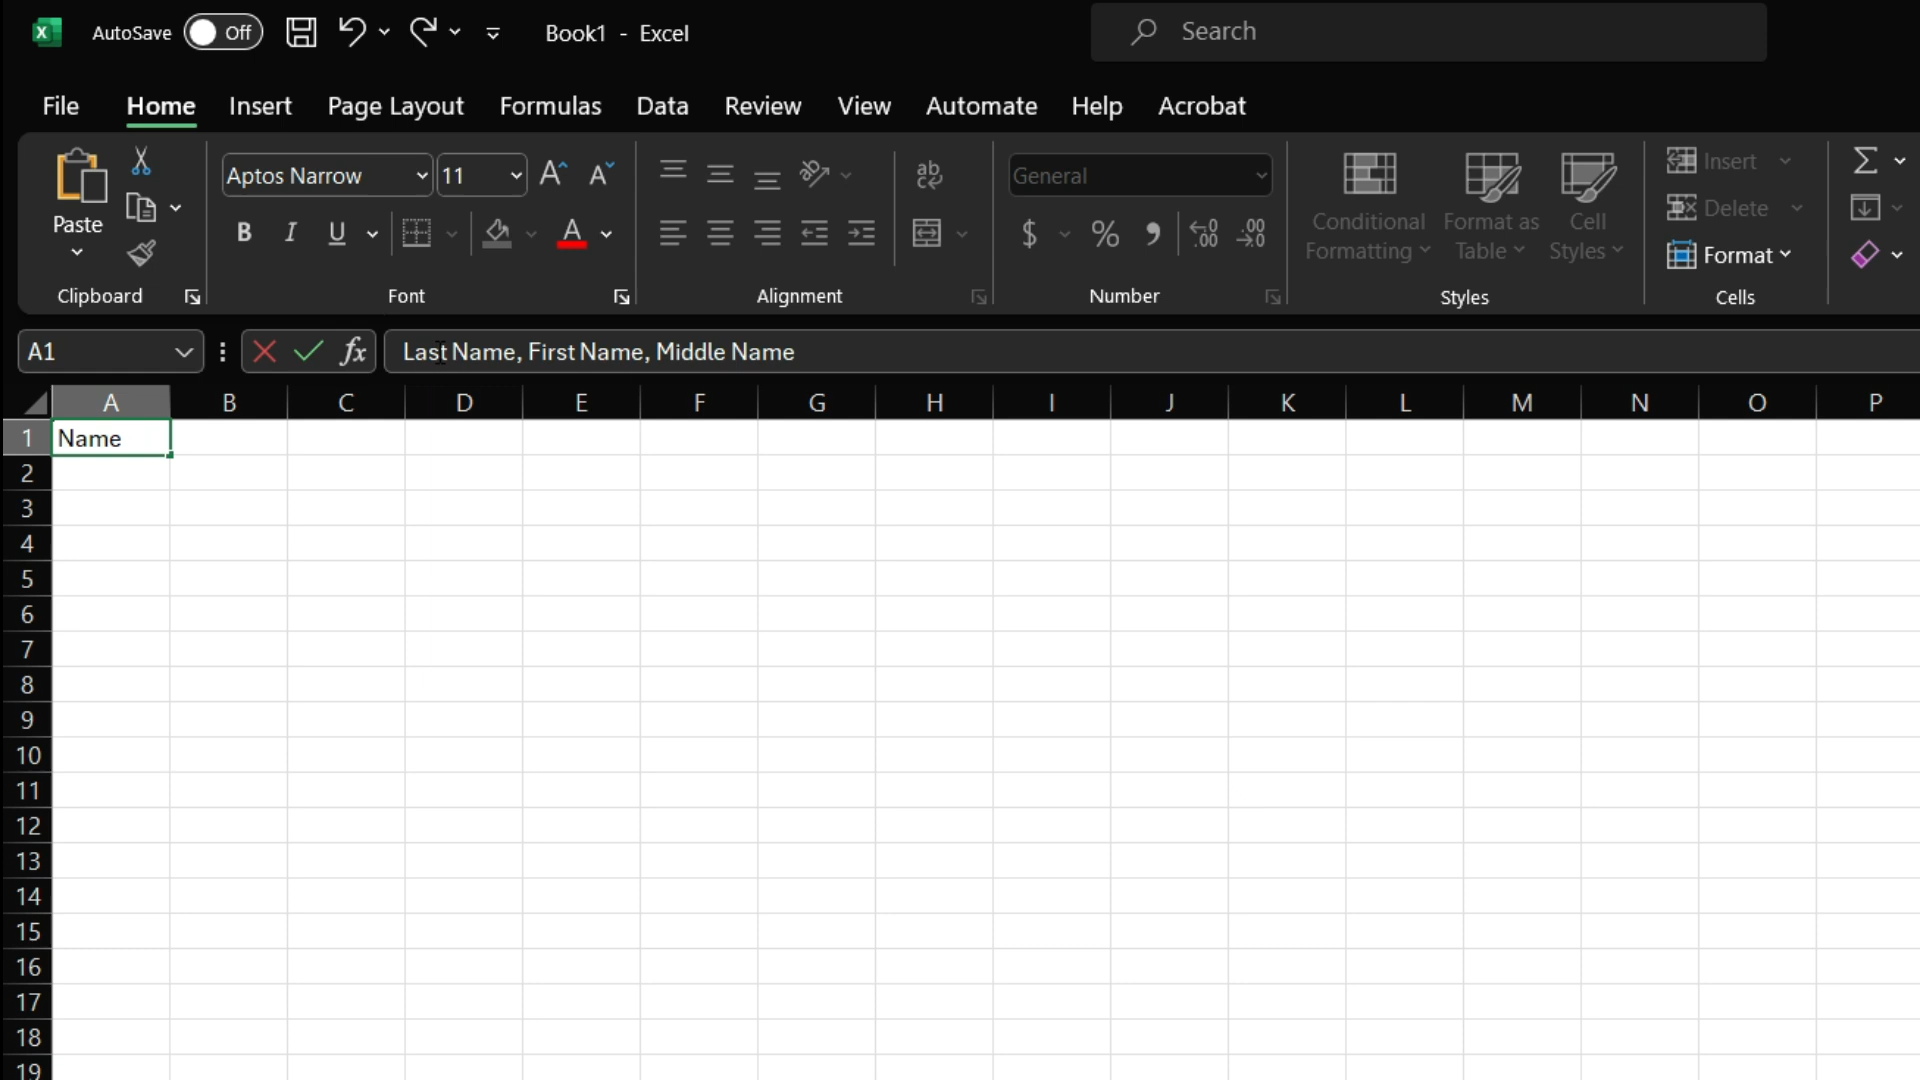 AutoSave Off Book1 - Excel Search
File Home Insert Page Layout Formulas Data Review View Automate Help Acrobat
Aptos Narrow 11 General Insert
Paste Conditional Format as Cell Delete
B I U $ % Formatting Table Styles Format
Clipboard Font Alignment Number Styles Cells
A1 fx Last Name, First Name, Middle Name
A B C D E F G H I J K L M N O P
1 Name
2
3
4
5
6
7
8
9
10
11
12
13
14
15
16
17
18
19